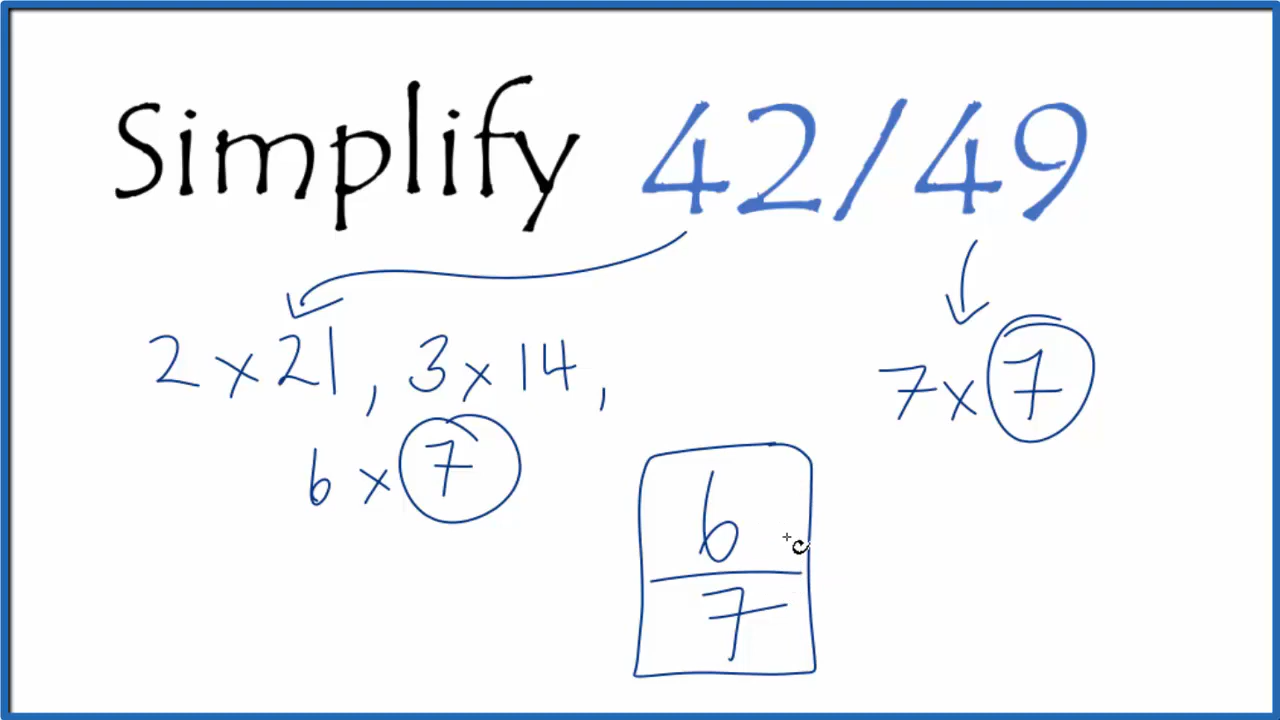 Simplify 42/49
2 x 21, 3 x 14,
7 x 7
6 x 7
6
7